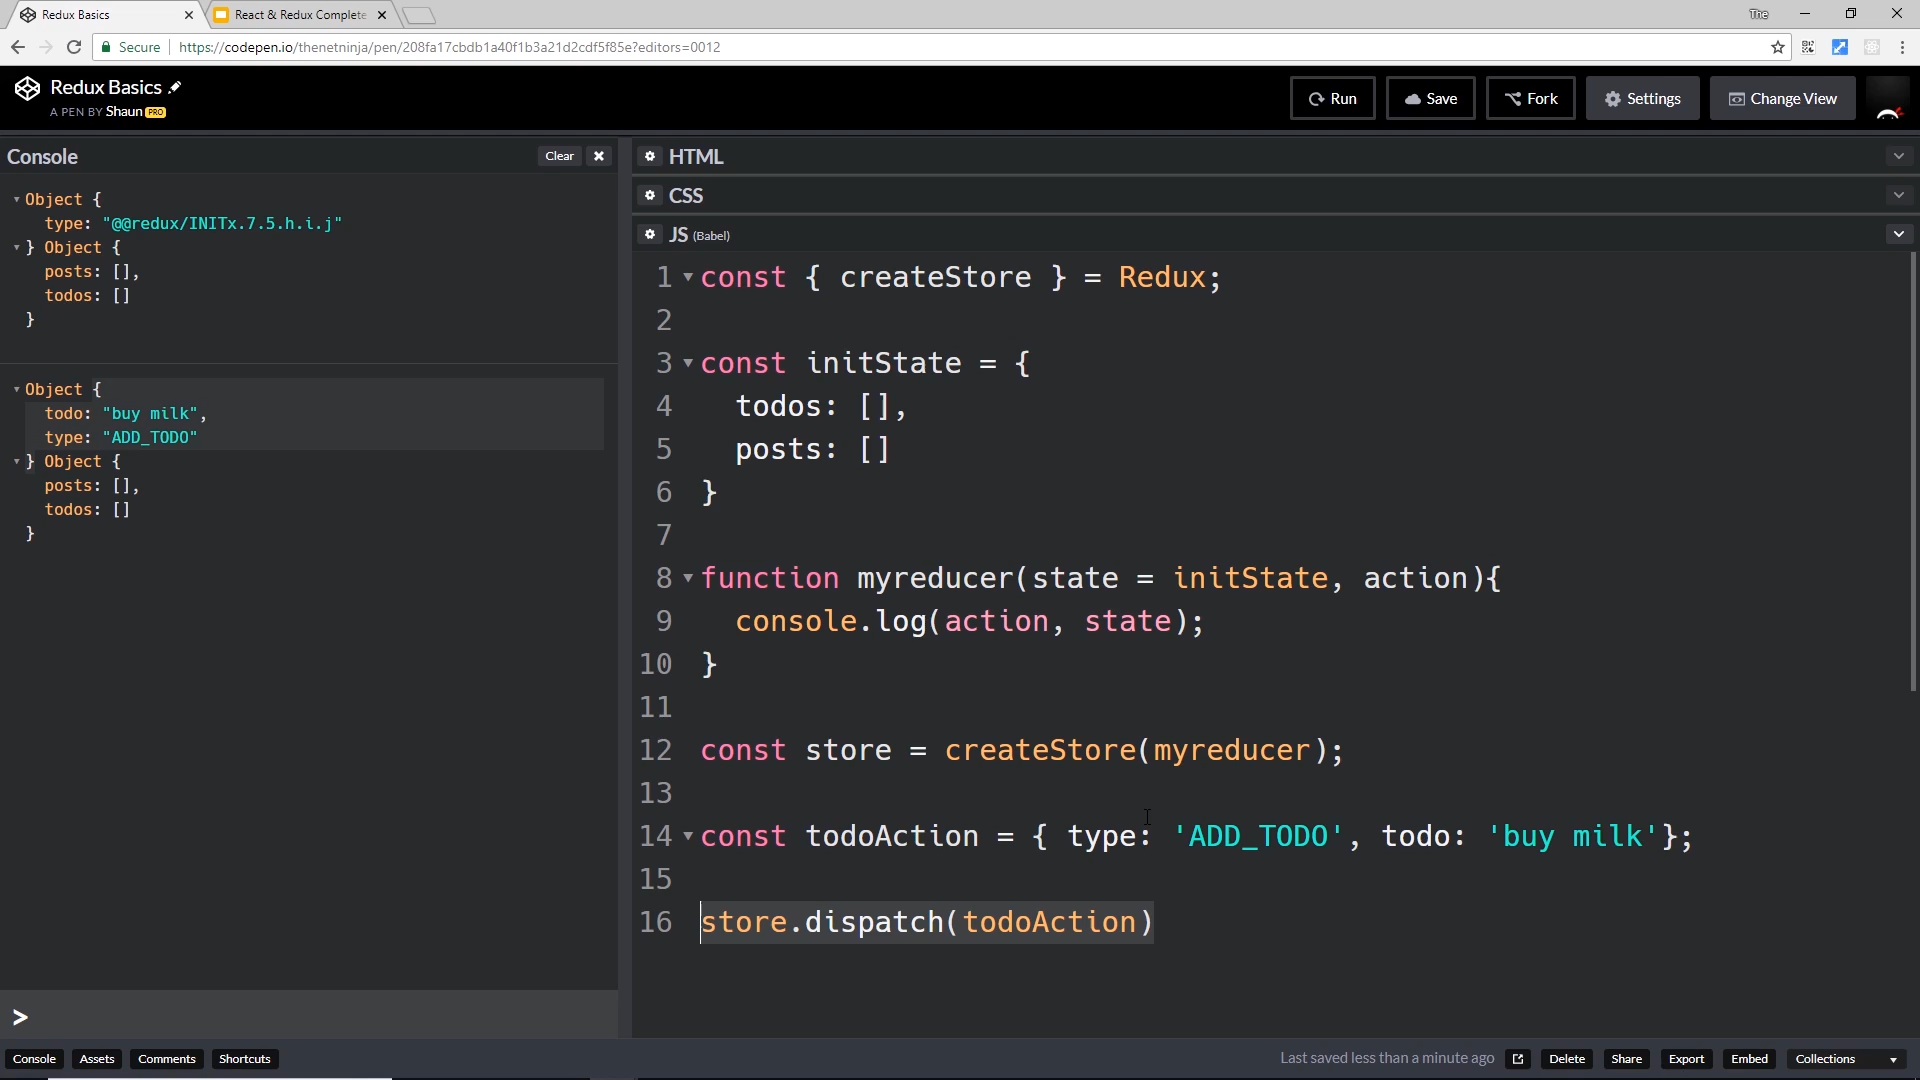 Redux Basics
React & Redux Complete
The
Secure
https://codepen.io/thenetninja/pen/208fa17cbdb1a40f1b3a21d2cdf5f85e?editors=0012
Redux Basics
A PEN BY Shaun PRO
Run
Save
Fork
Settings
Change View
Console
Clear
Object {
type: "@@redux/INITx.7.5.h.i.j"
} Object {
posts: [],
todos: []
}
Object {
todo: "buy milk",
type: "ADD_TODO"
} Object {
posts: [],
todos: []
}
>
HTML
CSS
JS (Babel)
1 const { createStore } = Redux;
2
3 const initState = {
4 todos: [],
5 posts: []
6 }
7
8 function myreducer(state = initState, action){
9 console.log(action, state);
10 }
11
12 const store = createStore(myreducer);
13
14 const todoAction = { type: 'ADD_TODO', todo: 'buy milk'};
15
16 store.dispatch(todoAction)
Console
Assets
Comments
Shortcuts
Last saved less than a minute ago
Delete
Share
Export
Embed
Collections